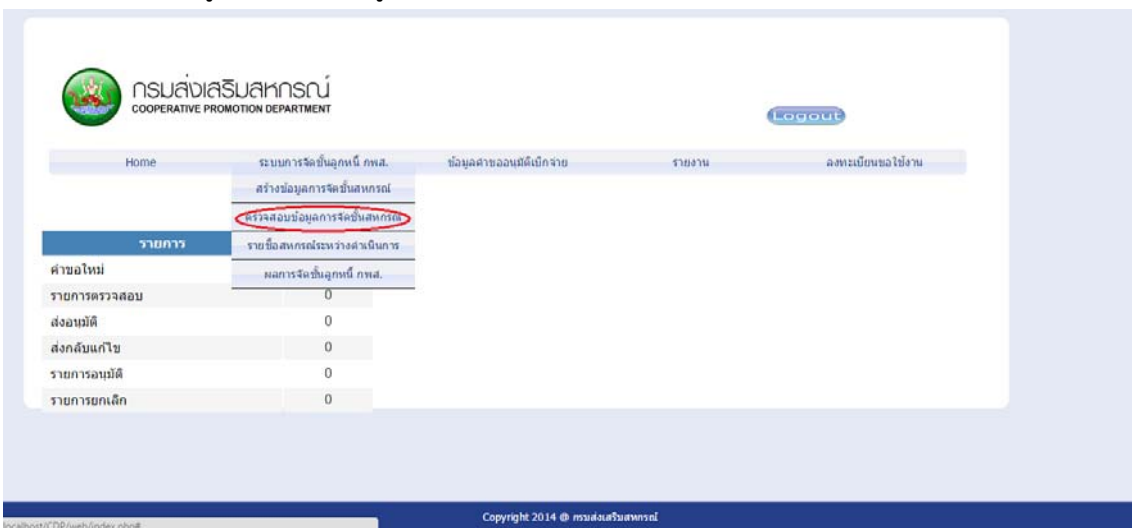 กรมส่งเสริมสหกรณ์
COOPERATIVE PROMOTION DEPARTMENT
Logout
Home ระบบการจัดชั้นลูกหนี้ กพส. ข้อมูลคำขออนุมัติเบิกจ่าย รายงาน ลงทะเบียนขอใช้งาน
สร้างข้อมูลการจัดชั้นสหกรณ์
ตรวจสอบข้อมูลการจัดชั้นสหกรณ์
รายการ รายชื่อสหกรณ์ระหว่างดำเนินการ
คำขอใหม่ ผลการจัดชั้นลูกหนี้ กพส.
รายการตรวจสอบ 0
ส่งอนุมัติ 0
ส่งกลับแก้ไข 0
รายการอนุมัติ 0
รายการยกเลิก 0
Copyright 2014 @ กรมส่งเสริมสหกรณ์
localhost/CDP/web/index.php#